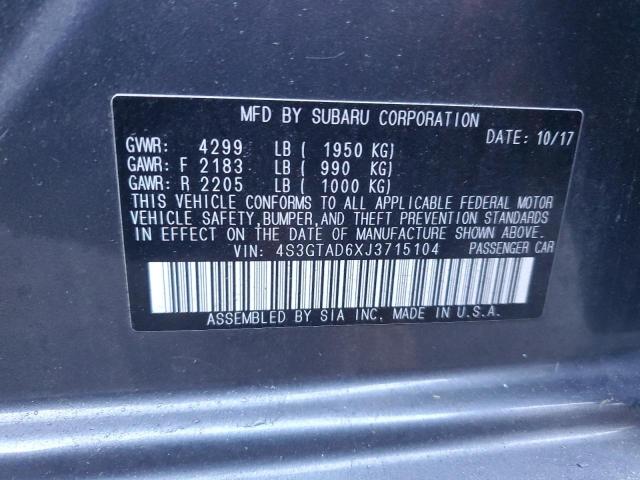 MFD BY SUBARU CORPORATION
DATE: 10/17
GVWR: 4299 LB ( 1950 KG)
GAWR: F 2183 LB ( 990 KG)
GAWR: R 2205 LB ( 1000 KG)
THIS VEHICLE CONFORMS TO ALL APPLICABLE FEDERAL MOTOR
VEHICLE SAFETY, BUMPER, AND THEFT PREVENTION STANDARDS
IN EFFECT ON THE DATE OF MANUFACTURE SHOWN ABOVE.
VIN: 4S3GTAD6XJ3715104 PASSENGER CAR
ASSEMBLED BY SIA INC, MADE IN U.S.A.